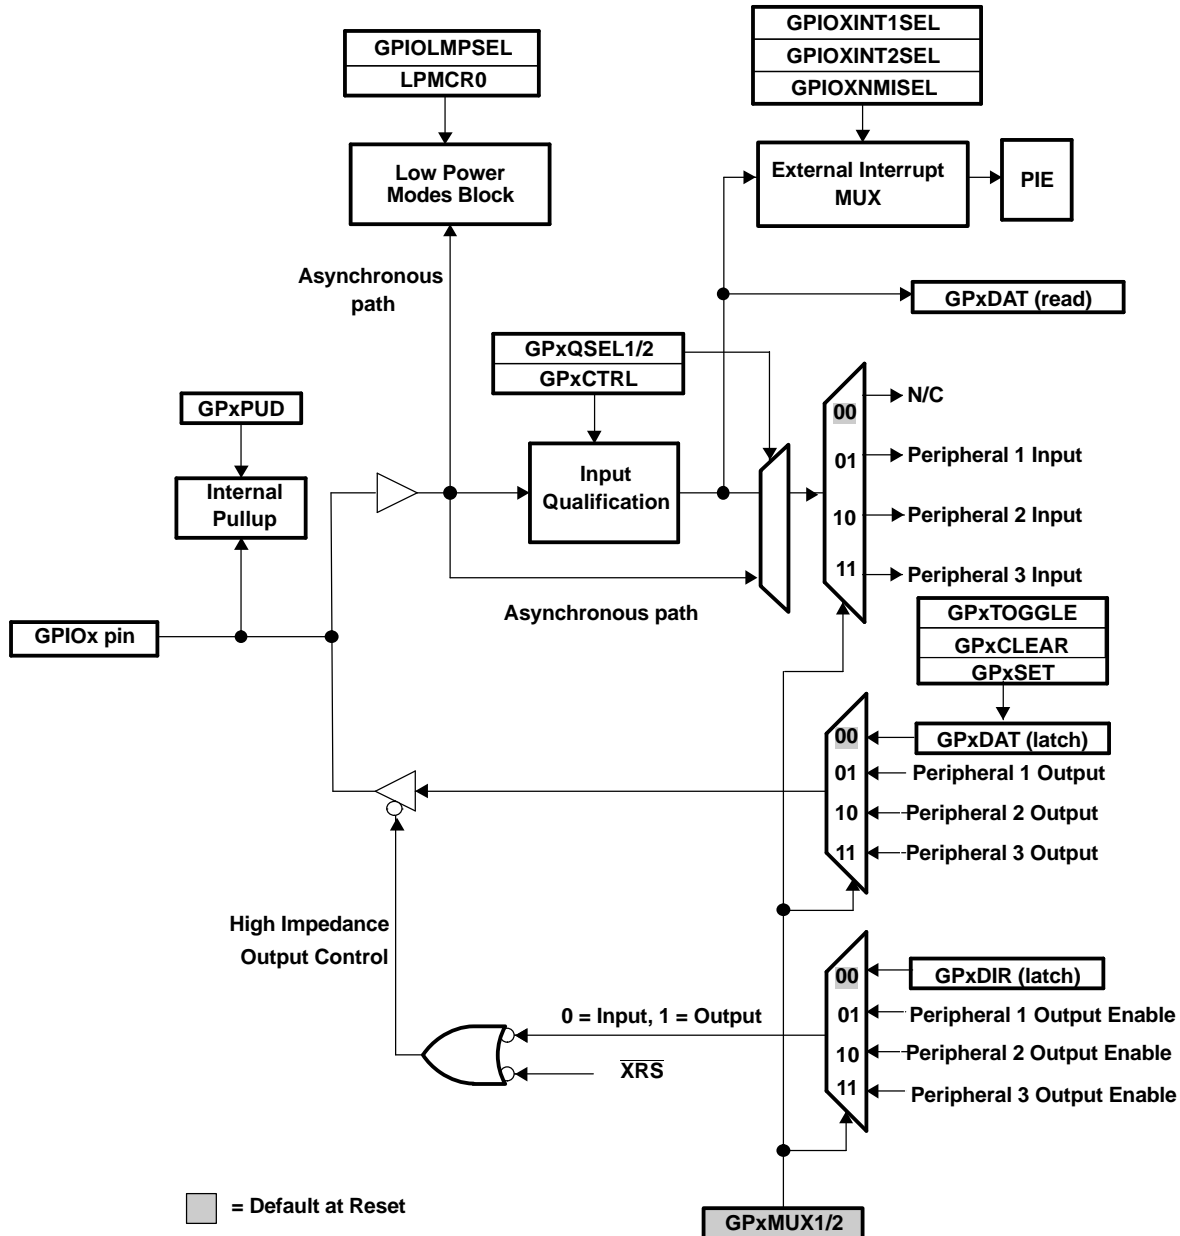 GPIOLMPSEL
LPMCR0
Low Power
Modes Block
GPIOXINT1SEL
GPIOXINT2SEL
GPIOXNMISEL
External Interrupt
MUX
PIE
Asynchronous
path
GPxDAT (read)
GPxQSEL1/2
GPxCTRL
GPxPUD
Internal
Pullup
Input
Qualification
00
01
10
11
N/C
Peripheral 1 Input
Peripheral 2 Input
Peripheral 3 Input
Asynchronous path
GPIOx pin
GPxTOGGLE
GPxCLEAR
GPxSET
00
01
10
11
GPxDAT (latch)
Peripheral 1 Output
Peripheral 2 Output
Peripheral 3 Output
High Impedance
Output Control
00
01
10
11
GPxDIR (latch)
Peripheral 1 Output Enable
Peripheral 2 Output Enable
Peripheral 3 Output Enable
0 = Input, 1 = Output
XRS
= Default at Reset
GPxMUX1/2